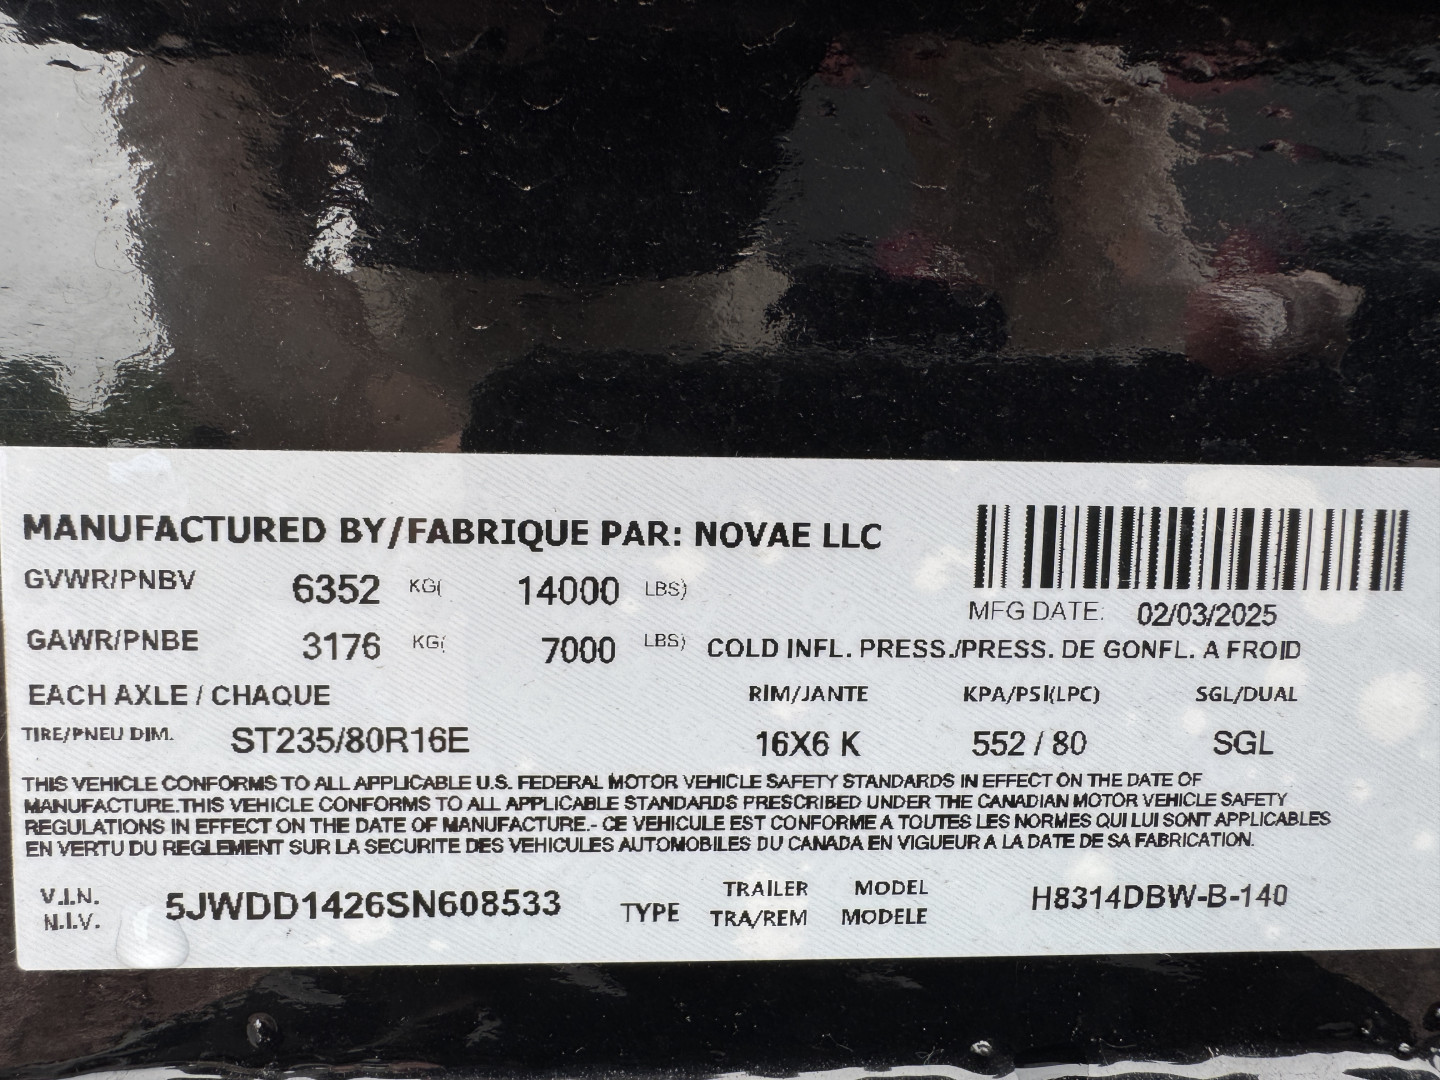 MANUFACTURED BY/FABRIQUE PAR: NOVAE LLC
GVWR/PNBV 6352 KG( 14000 LBS)
MFG DATE: 02/03/2025
GAWR/PNBE 3176 KG( 7000 LBS) COLD INFL. PRESS./PRESS. DE GONFL. A FROID
EACH AXLE / CHAQUE RIM/JANTE KPA/PSI(LPC) SGL/DUAL
TIRE/PNEU DIM. ST235/80R16E 16X6 K 552 / 80 SGL
THIS VEHICLE CONFORMS TO ALL APPLICABLE U.S. FEDERAL MOTOR VEHICLE SAFETY STANDARDS IN EFFECT ON THE DATE OF
MANUFACTURE.THIS VEHICLE CONFORMS TO ALL APPLICABLE STANDARDS PRESCRIBED UNDER THE CANADIAN MOTOR VEHICLE SAFETY
REGULATIONS IN EFFECT ON THE DATE OF MANUFACTURE.- CE VEHICULE EST CONFORME A TOUTES LES NORMES QUI LUI SONT APPLICABLES
EN VERTU DU REGLEMENT SUR LA SECURITE DES VEHICULES AUTOMOBILES DU CANADA EN VIGUEUR A LA DATE DE SA FABRICATION.
V.I.N. 5JWDD1426SN608533 TYPE TRAILER MODEL H8314DBW-B-140
N.I.V. TRA/REM MODELE